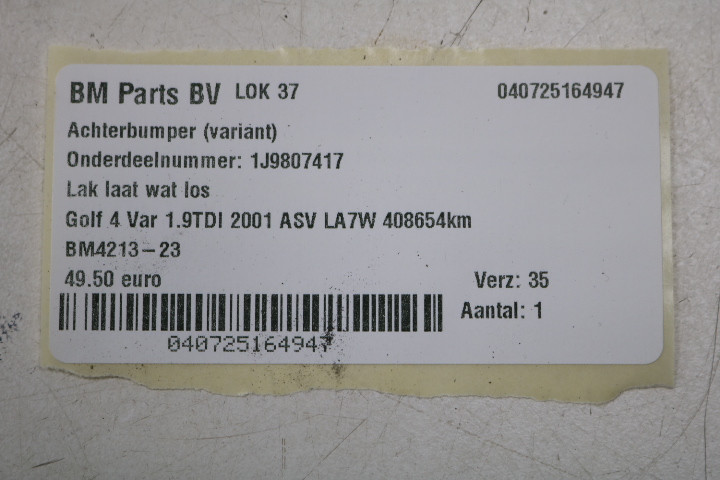 BM Parts BV LOK 37 040725164947
Achterbumper (variant)
Onderdeelnummer: 1J9807417
Lak laat wat los
Golf 4 Var 1.9TDI 2001 ASV LA7W 408654km
BM4213-23
49.50 euro Verz: 35
Aantal: 1
040725164947